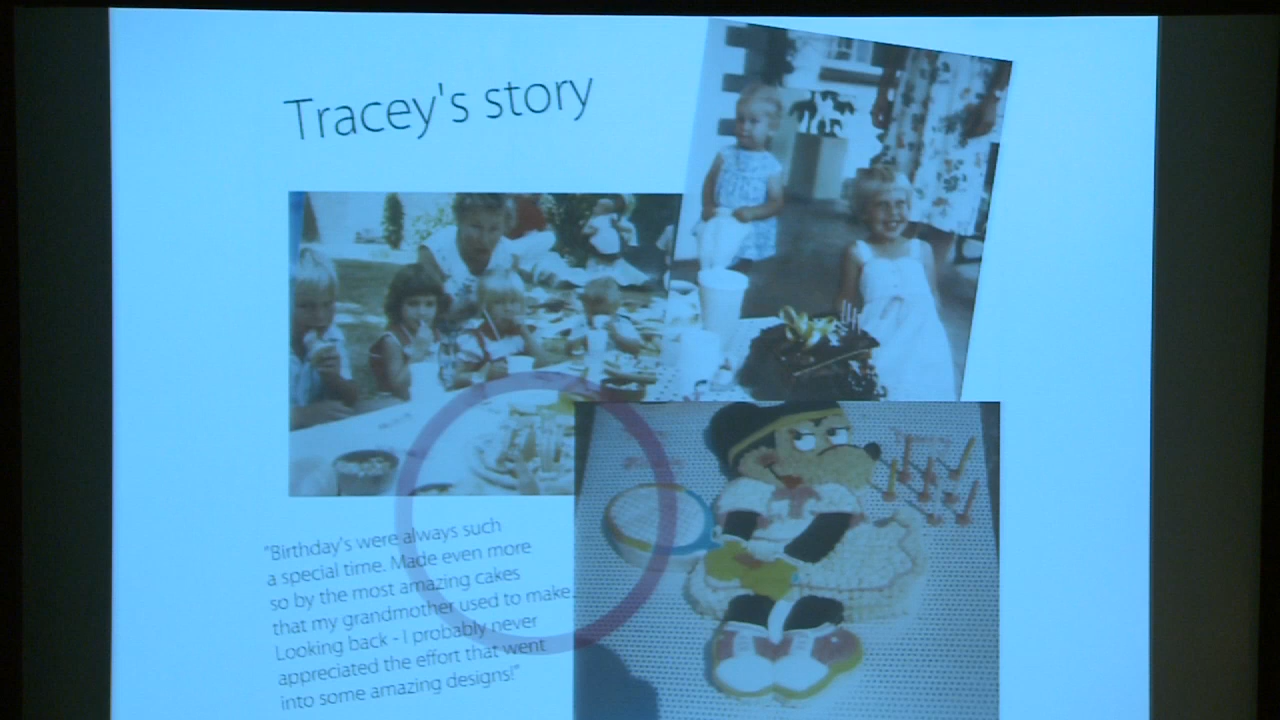 Tracey's story
"Birthday's were always such
a special time. Made even more
so by the most amazing cakes
that my grandmother used to make.
Looking back - I probably never
appreciated the effort that went
into some amazing designs!"